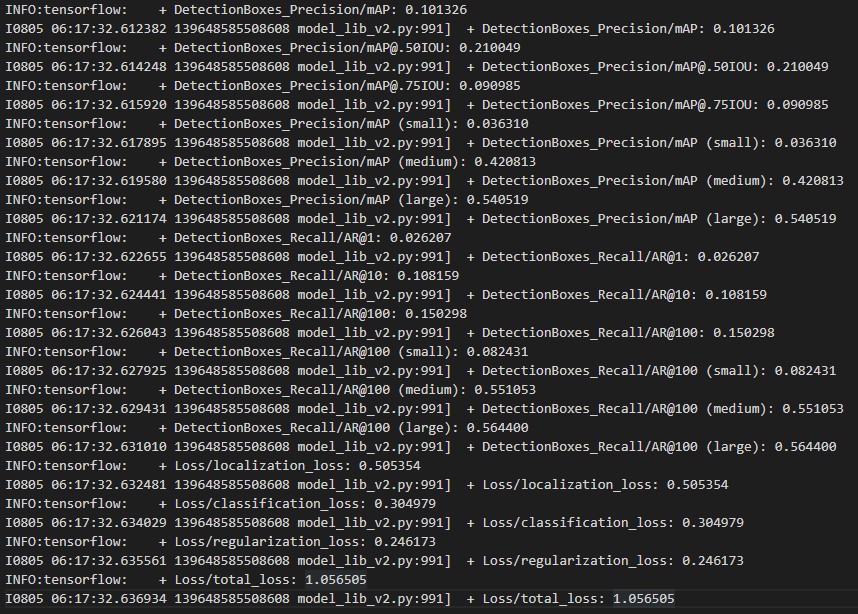 INFO:tensorflow:    + DetectionBoxes_Precision/mAP: 0.101326
I0805 06:17:32.612382 139648585508608 model_lib_v2.py:991]  + DetectionBoxes_Precision/mAP: 0.101326
INFO:tensorflow:    + DetectionBoxes_Precision/mAP@.50IOU: 0.210049
I0805 06:17:32.614248 139648585508608 model_lib_v2.py:991]  + DetectionBoxes_Precision/mAP@.50IOU: 0.210049
INFO:tensorflow:    + DetectionBoxes_Precision/mAP@.75IOU: 0.090985
I0805 06:17:32.615920 139648585508608 model_lib_v2.py:991]  + DetectionBoxes_Precision/mAP@.75IOU: 0.090985
INFO:tensorflow:    + DetectionBoxes_Precision/mAP (small): 0.036310
I0805 06:17:32.617895 139648585508608 model_lib_v2.py:991]  + DetectionBoxes_Precision/mAP (small): 0.036310
INFO:tensorflow:    + DetectionBoxes_Precision/mAP (medium): 0.420813
I0805 06:17:32.619580 139648585508608 model_lib_v2.py:991]  + DetectionBoxes_Precision/mAP (medium): 0.420813
INFO:tensorflow:    + DetectionBoxes_Precision/mAP (large): 0.540519
I0805 06:17:32.621174 139648585508608 model_lib_v2.py:991]  + DetectionBoxes_Precision/mAP (large): 0.540519
INFO:tensorflow:    + DetectionBoxes_Recall/AR@1: 0.026207
I0805 06:17:32.622655 139648585508608 model_lib_v2.py:991]  + DetectionBoxes_Recall/AR@1: 0.026207
INFO:tensorflow:    + DetectionBoxes_Recall/AR@10: 0.108159
I0805 06:17:32.624441 139648585508608 model_lib_v2.py:991]  + DetectionBoxes_Recall/AR@10: 0.108159
INFO:tensorflow:    + DetectionBoxes_Recall/AR@100: 0.150298
I0805 06:17:32.626043 139648585508608 model_lib_v2.py:991]  + DetectionBoxes_Recall/AR@100: 0.150298
INFO:tensorflow:    + DetectionBoxes_Recall/AR@100 (small): 0.082431
I0805 06:17:32.627925 139648585508608 model_lib_v2.py:991]  + DetectionBoxes_Recall/AR@100 (small): 0.082431
INFO:tensorflow:    + DetectionBoxes_Recall/AR@100 (medium): 0.551053
I0805 06:17:32.629431 139648585508608 model_lib_v2.py:991]  + DetectionBoxes_Recall/AR@100 (medium): 0.551053
INFO:tensorflow:    + DetectionBoxes_Recall/AR@100 (large): 0.564400
I0805 06:17:32.631010 139648585508608 model_lib_v2.py:991]  + DetectionBoxes_Recall/AR@100 (large): 0.564400
INFO:tensorflow:    + Loss/localization_loss: 0.505354
I0805 06:17:32.632481 139648585508608 model_lib_v2.py:991]  + Loss/localization_loss: 0.505354
INFO:tensorflow:    + Loss/classification_loss: 0.304979
I0805 06:17:32.634029 139648585508608 model_lib_v2.py:991]  + Loss/classification_loss: 0.304979
INFO:tensorflow:    + Loss/regularization_loss: 0.246173
I0805 06:17:32.635561 139648585508608 model_lib_v2.py:991]  + Loss/regularization_loss: 0.246173
INFO:tensorflow:    + Loss/total_loss: 1.056505
I0805 06:17:32.636934 139648585508608 model_lib_v2.py:991]  + Loss/total_loss: 1.056505